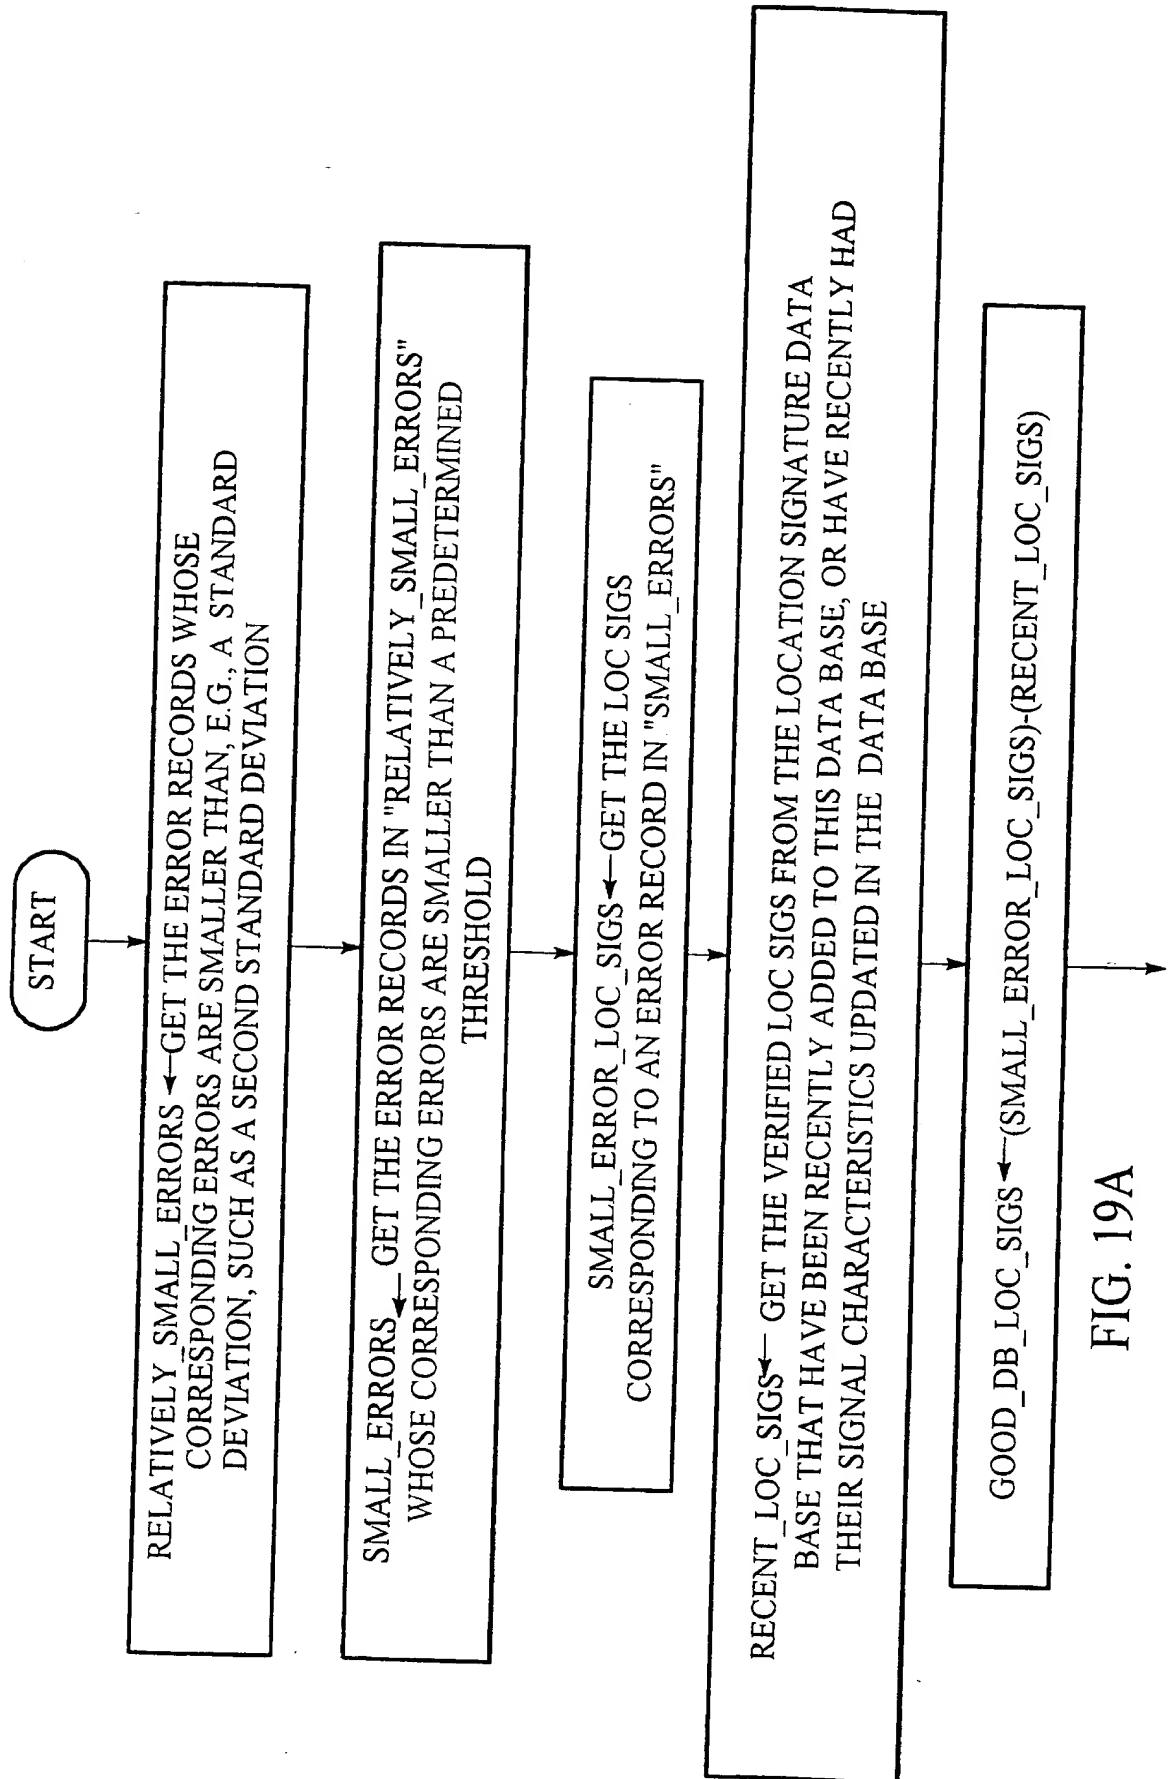 START
RELATIVELY_SMALL_ERRORS ← GET THE ERROR RECORDS WHOSE
CORRESPONDING ERRORS ARE SMALLER THAN, E.G., A STANDARD
DEVIATION, SUCH AS A SECOND STANDARD DEVIATION
SMALL_ERRORS ← GET THE ERROR RECORDS IN "RELATIVELY_SMALL_ERRORS"
WHOSE CORRESPONDING ERRORS ARE SMALLER THAN A PREDETERMINED
THRESHOLD
SMALL_ERROR_LOC_SIGS ← GET THE LOC SIGS
CORRESPONDING TO AN ERROR RECORD IN "SMALL_ERRORS"
RECENT_LOC_SIGS ← GET THE VERIFIED LOC SIGS FROM THE LOCATION SIGNATURE DATA
BASE THAT HAVE BEEN RECENTLY ADDED TO THIS DATA BASE, OR HAVE RECENTLY HAD
THEIR SIGNAL CHARACTERISTICS UPDATED IN THE DATA BASE
GOOD_DB_LOC_SIGS ← (SMALL_ERROR_LOC_SIGS)-(RECENT_LOC_SIGS)
FIG. 19A